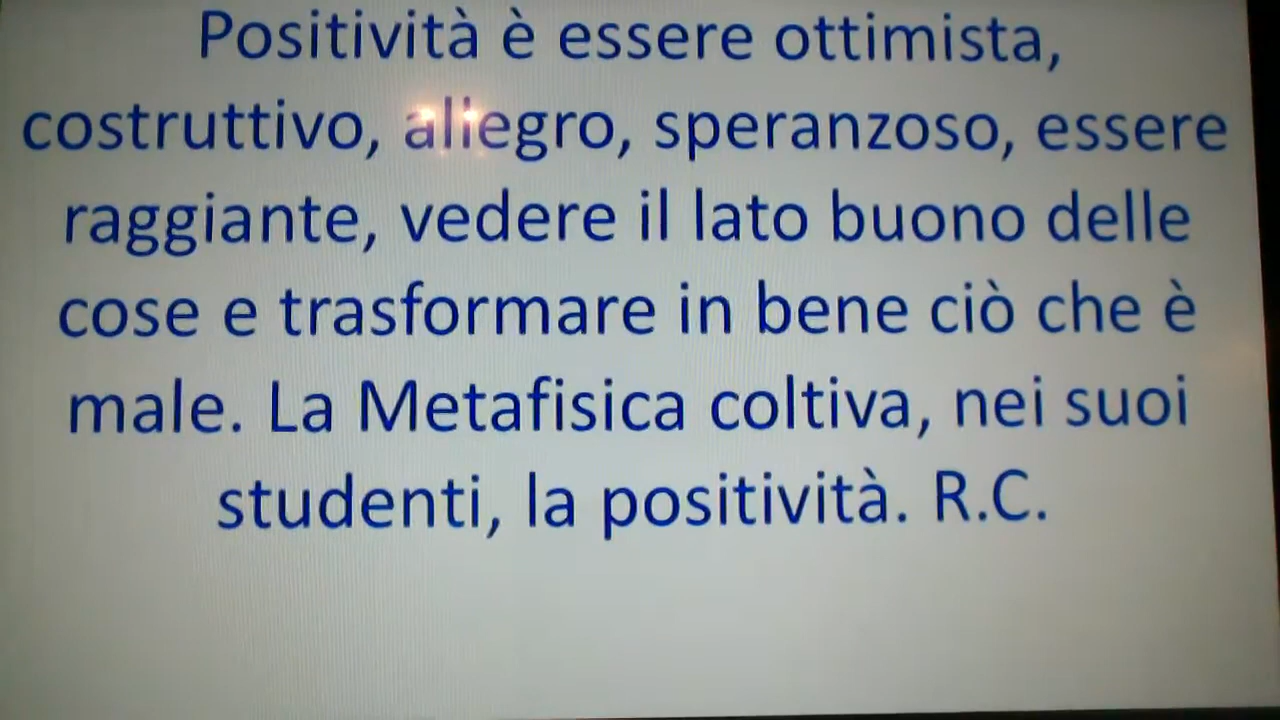 Positività è essere ottimista,
costruttivo, allegro, speranzoso, essere
raggiante, vedere il lato buono delle
cose e trasformare in bene ciò che è
male. La Metafisica coltiva, nei suoi
studenti, la positività. R.C.